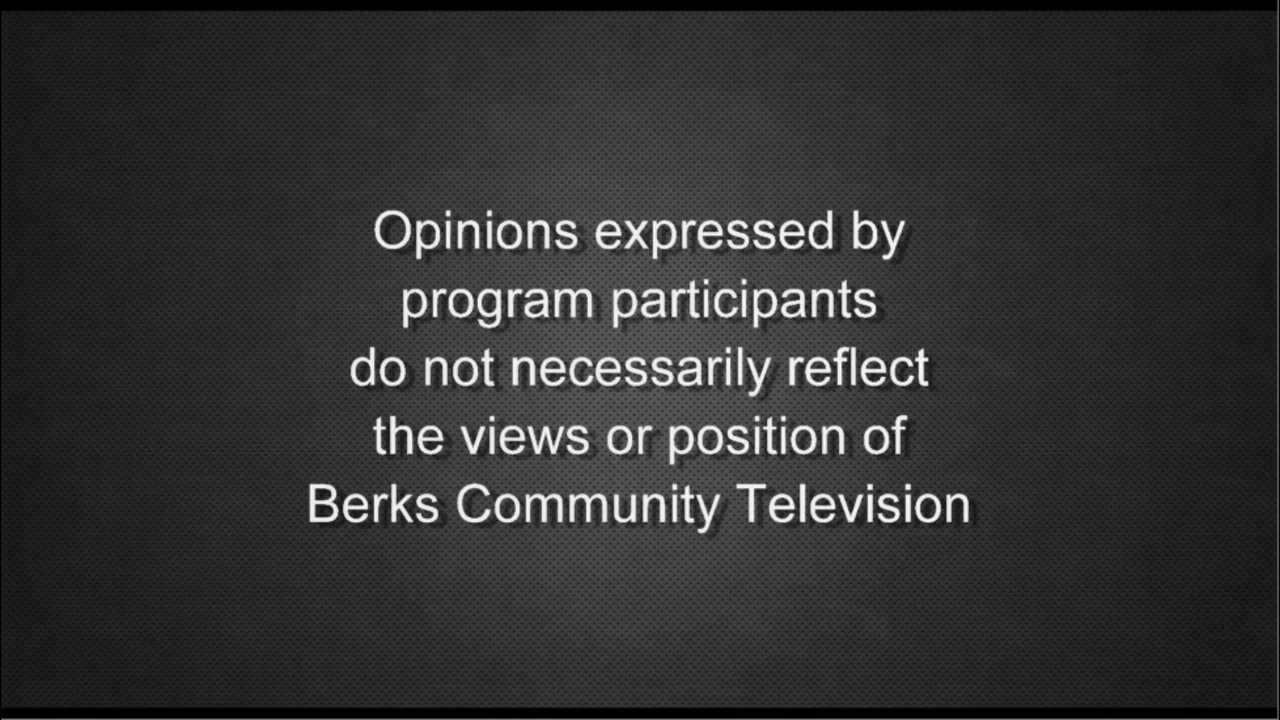 Opinions expressed by
program participants
do not necessarily reflect
the views or position of
Berks Community Television